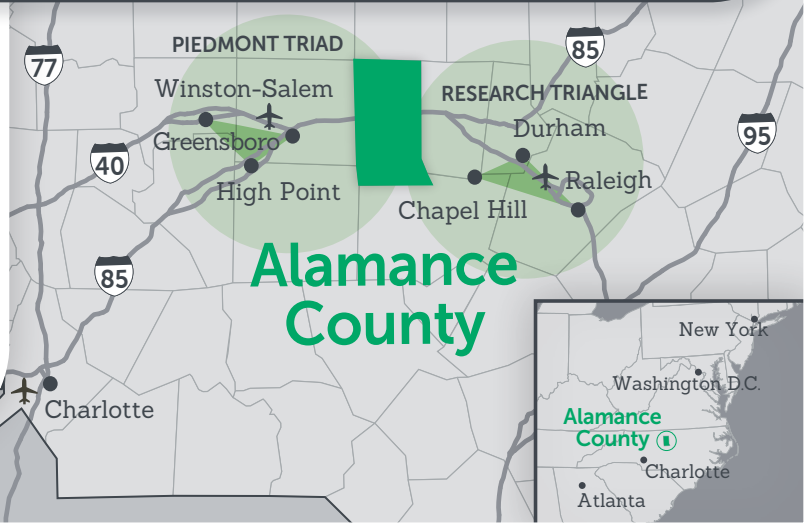 77
PIEDMONT TRIAD
85
Winston-Salem
RESEARCH TRIANGLE
95
Greensboro
Durham
40
High Point
Raleigh
Chapel Hill
Alamance
County
85
Charlotte
New York
Washington D.C.
Alamance
County
Charlotte
Atlanta